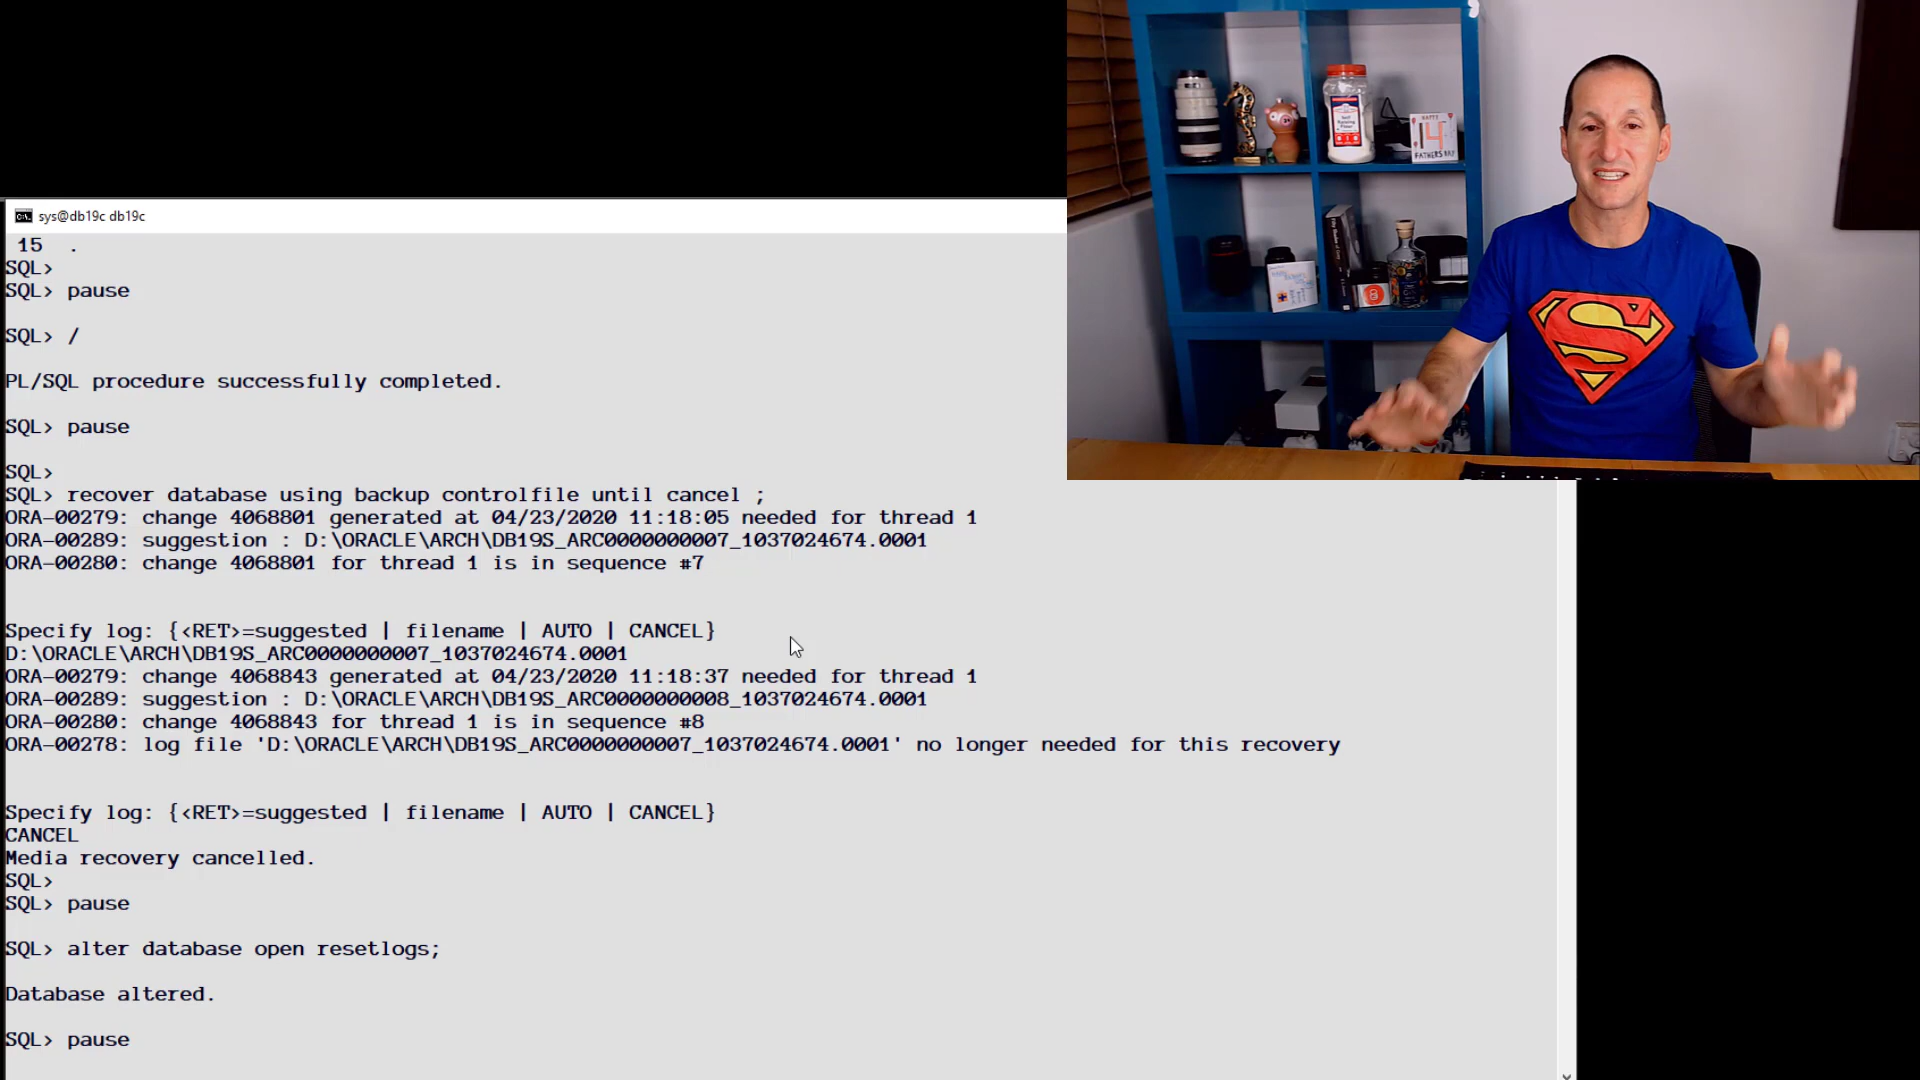 sys@db19c db19c
15 .
SQL>
SQL> pause
SQL> /
PL/SQL procedure successfully completed.
SQL> pause
SQL>
SQL> recover database using backup controlfile until cancel ;
ORA-00279: change 4068801 generated at 04/23/2020 11:18:05 needed for thread 1
ORA-00289: suggestion : D:\ORACLE\ARCH\DB19S_ARC0000000007_1037024674.0001
ORA-00280: change 4068801 for thread 1 is in sequence #7
Specify log: {<RET>=suggested | filename | AUTO | CANCEL}
D:\ORACLE\ARCH\DB19S_ARC0000000007_1037024674.0001
ORA-00279: change 4068843 generated at 04/23/2020 11:18:37 needed for thread 1
ORA-00289: suggestion : D:\ORACLE\ARCH\DB19S_ARC0000000008_1037024674.0001
ORA-00280: change 4068843 for thread 1 is in sequence #8
ORA-00278: log file 'D:\ORACLE\ARCH\DB19S_ARC0000000007_1037024674.0001' no longer needed for this recovery
Specify log: {<RET>=suggested | filename | AUTO | CANCEL}
CANCEL
Media recovery cancelled.
SQL>
SQL> pause
SQL> alter database open resetlogs;
Database altered.
SQL> pause
HAPPY
14
FATHERS DAY
S